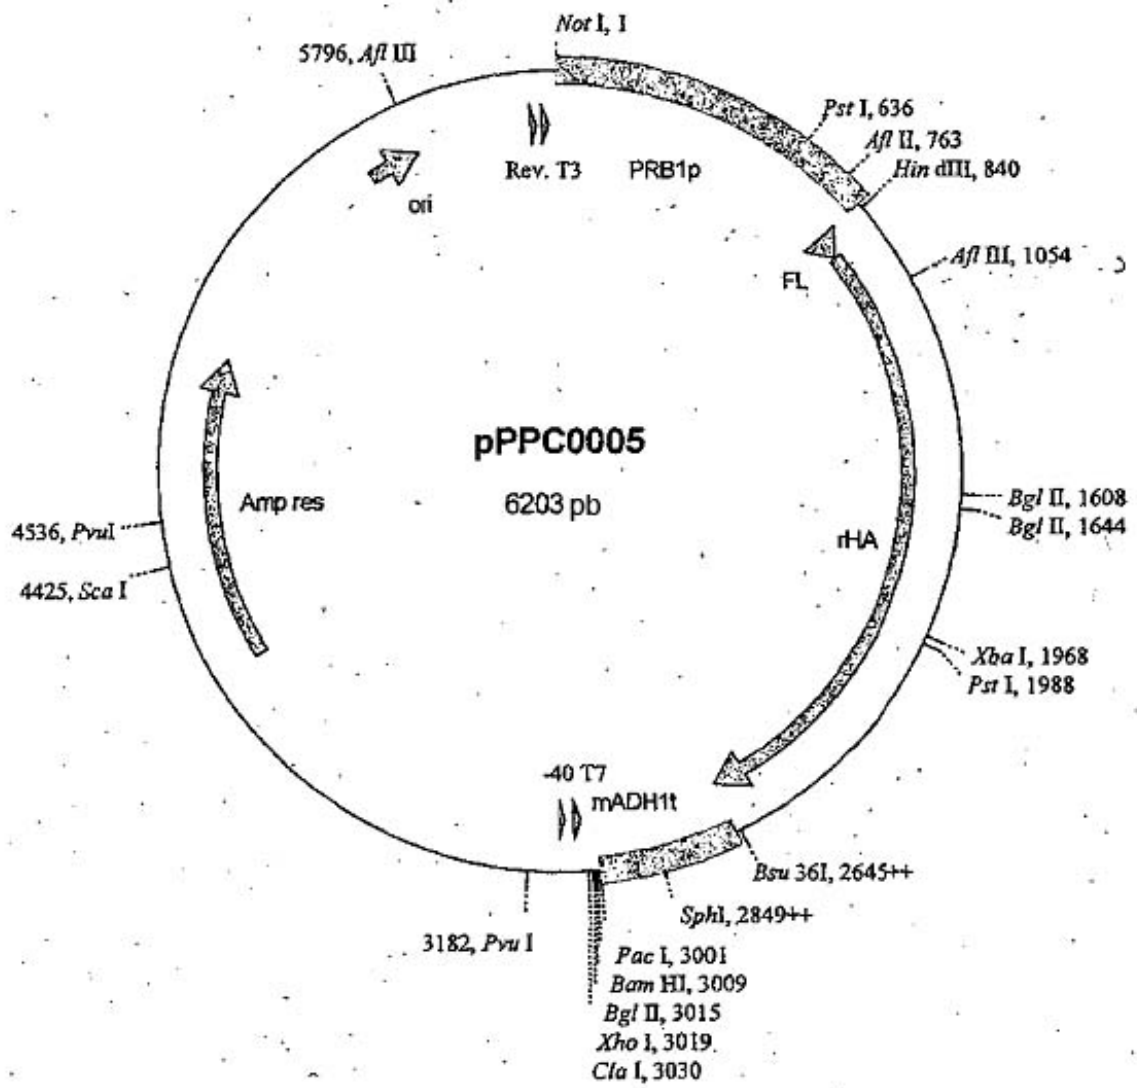 Not I, I
5796, Afl III
Pst I, 636
Afl II, 763
Hin dIII, 840
Rev. T3
PRB1p
ori
Afl III, 1054
FL
pPPC0005
6203 pb
Amp res
rHA
Bgl II, 1608
Bgl II, 1644
4536, PvuI
4425, Sca I
Xba I, 1968
Pst I, 1988
-40 T7
mADH1t
Bsu 36I, 2645++
SphI, 2849++
3182, Pvu I
Pac I, 3001
Bam HI, 3009
Bgl II, 3015
Xho I, 3019
Cla I, 3030